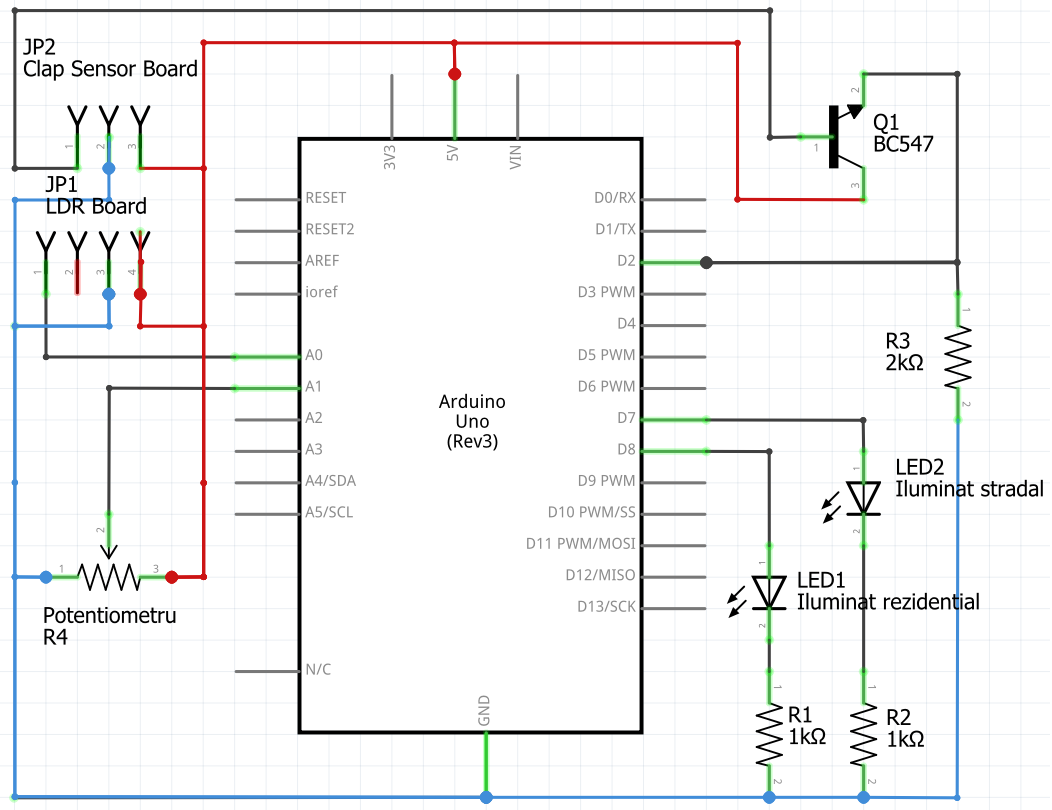 JP2
Clap Sensor Board
1
2
3
JP1
LDR Board
1
2
3
4
3V3
5V
VIN
2
1
3
Q1
BC547
RESET
RESET2
AREF
ioref
A0
A1
A2
A3
A4/SDA
A5/SCL
N/C
Arduino
Uno
(Rev3)
D0/RX
D1/TX
D2
D3 PWM
D4
D5 PWM
D6 PWM
D7
D8
D9 PWM
D10 PWM/SS
D11 PWM/MOSI
D12/MISO
D13/SCK
GND
1
R3
2kΩ
2
1
LED2
Iluminat stradal
2
1
LED1
Iluminat rezidential
2
2
1
3
Potentiometru
R4
1
R1
1kΩ
2
1
R2
1kΩ
2